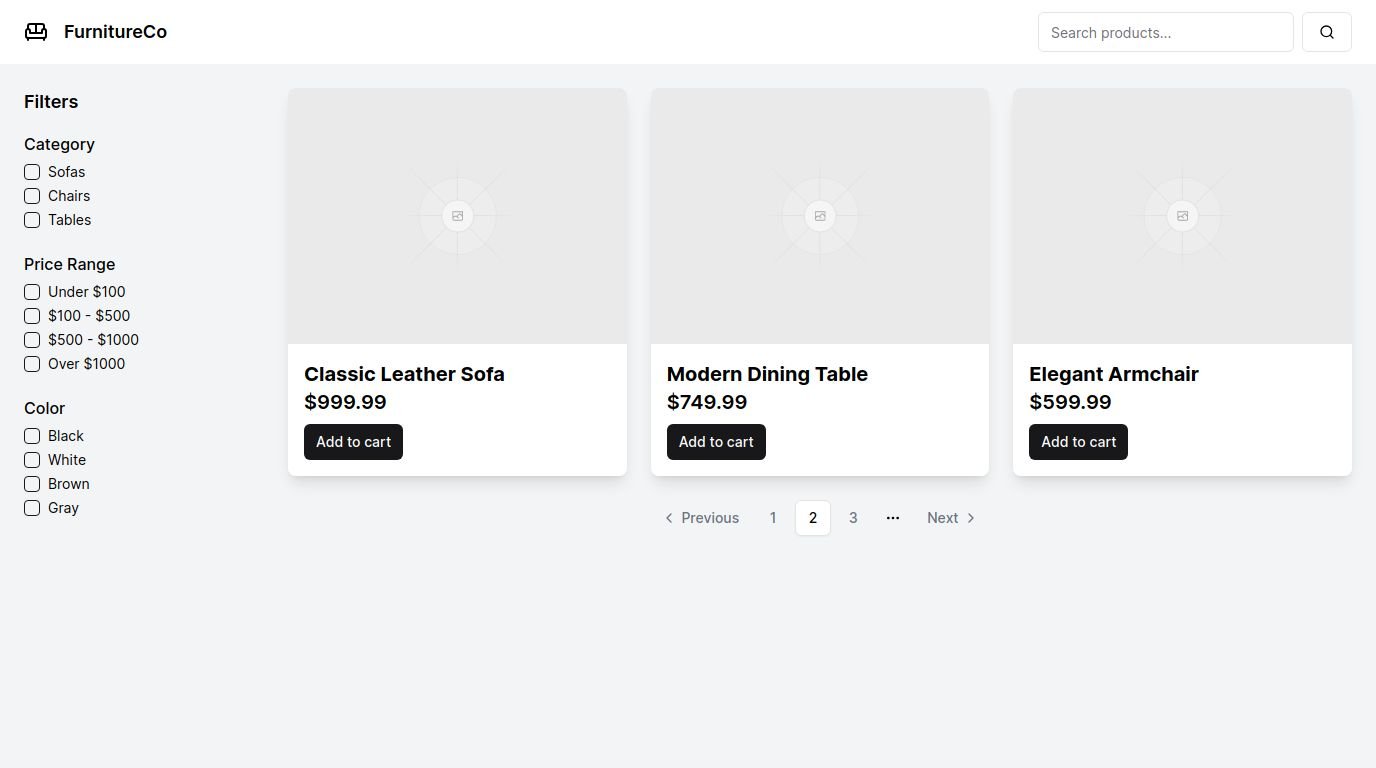 FurnitureCo
Search products...
Filters
Category
Sofas
Chairs
Tables
Price Range
Under $100
$100 - $500
$500 - $1000
Over $1000
Color
Black
White
Brown
Gray
Classic Leather Sofa
$999.99
Add to cart
Modern Dining Table
$749.99
Add to cart
Elegant Armchair
$599.99
Add to cart
Previous 1 2 3 ... Next